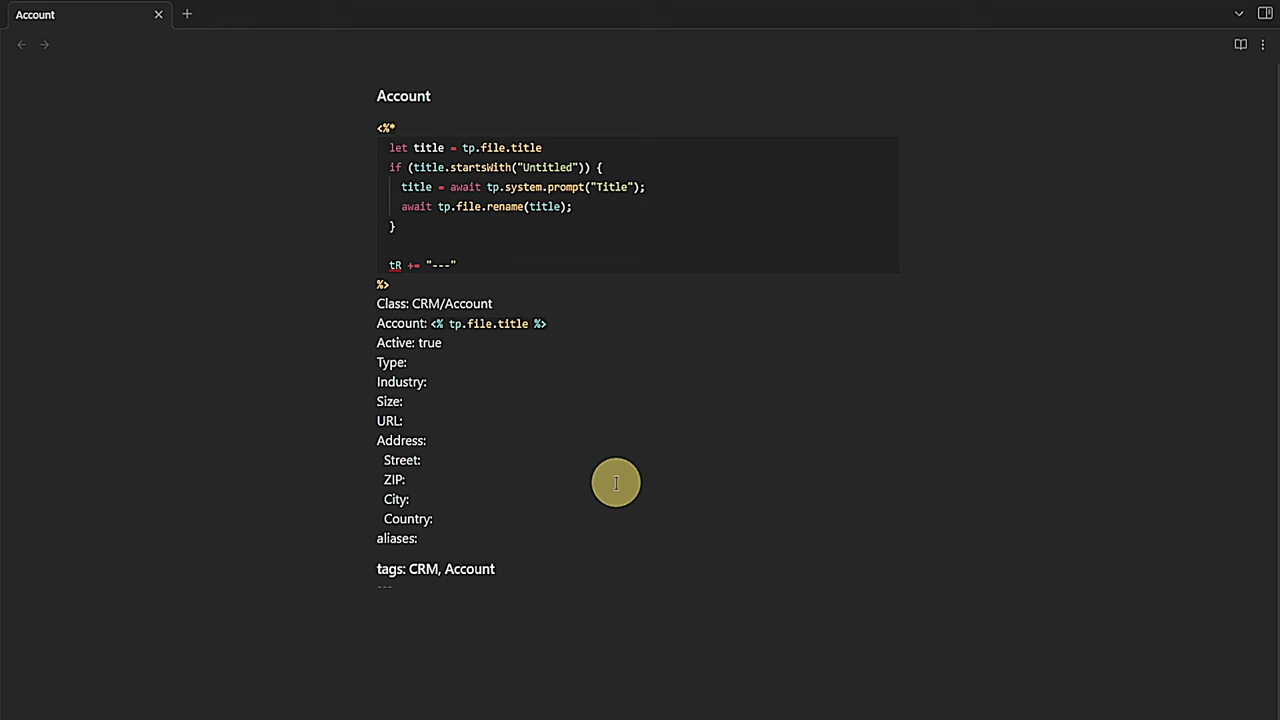 Account
Account
<%*
let title = tp.file.title
if (title.startsWith("Untitled")) {
title = await tp.system.prompt("Title");
await tp.file.rename(title);
}
tR += "---"
%>
Class: CRM/Account
Account: <% tp.file.title %>
Active: true
Type:
Industry:
Size:
URL:
Address:
Street:
ZIP:
City:
Country:
aliases:
tags: CRM, Account
---